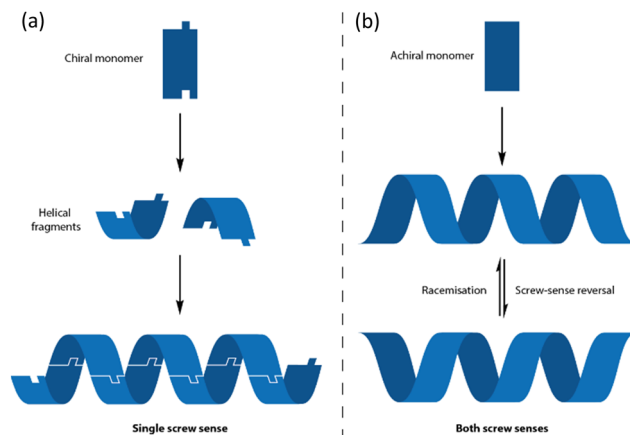 (a)
Chiral monomer
Helical
fragments
Single screw sense
(b)
Achiral monomer
Racemisation
Screw-sense reversal
Both screw senses